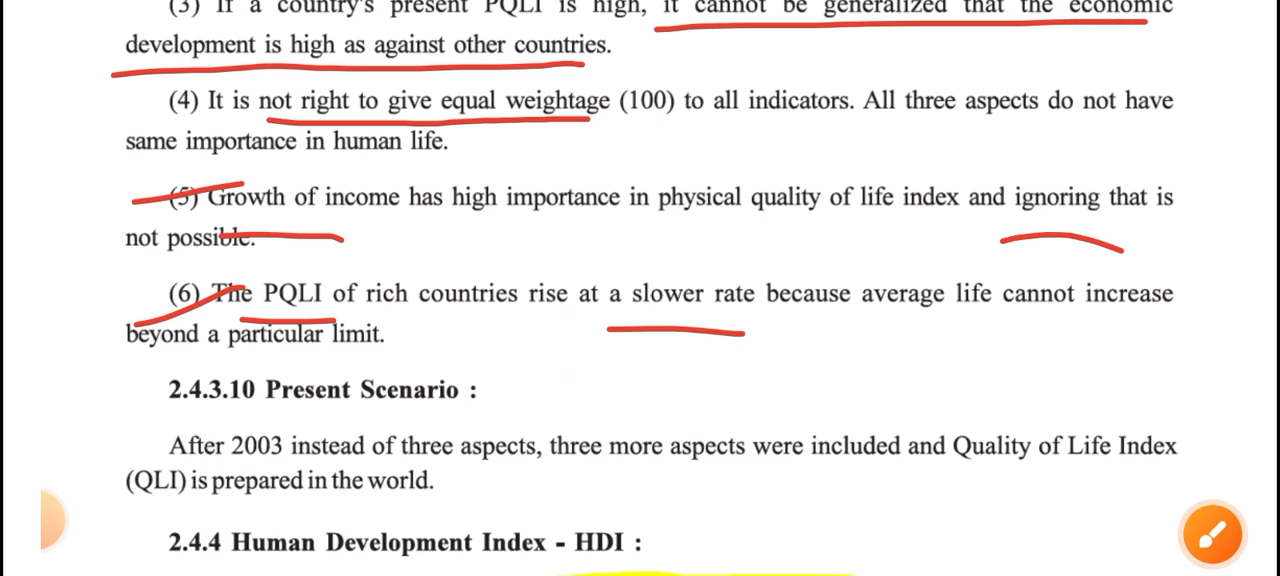 (3) If a country's present PQLI is high, it cannot be generalized that the economic
development is high as against other countries.
(4) It is not right to give equal weightage (100) to all indicators. All three aspects do not have
same importance in human life.
(5) Growth of income has high importance in physical quality of life index and ignoring that is
not possible.
(6) The PQLI of rich countries rise at a slower rate because average life cannot increase
beyond a particular limit.
2.4.3.10 Present Scenario :
After 2003 instead of three aspects, three more aspects were included and Quality of Life Index
(QLI) is prepared in the world.
2.4.4 Human Development Index - HDI :